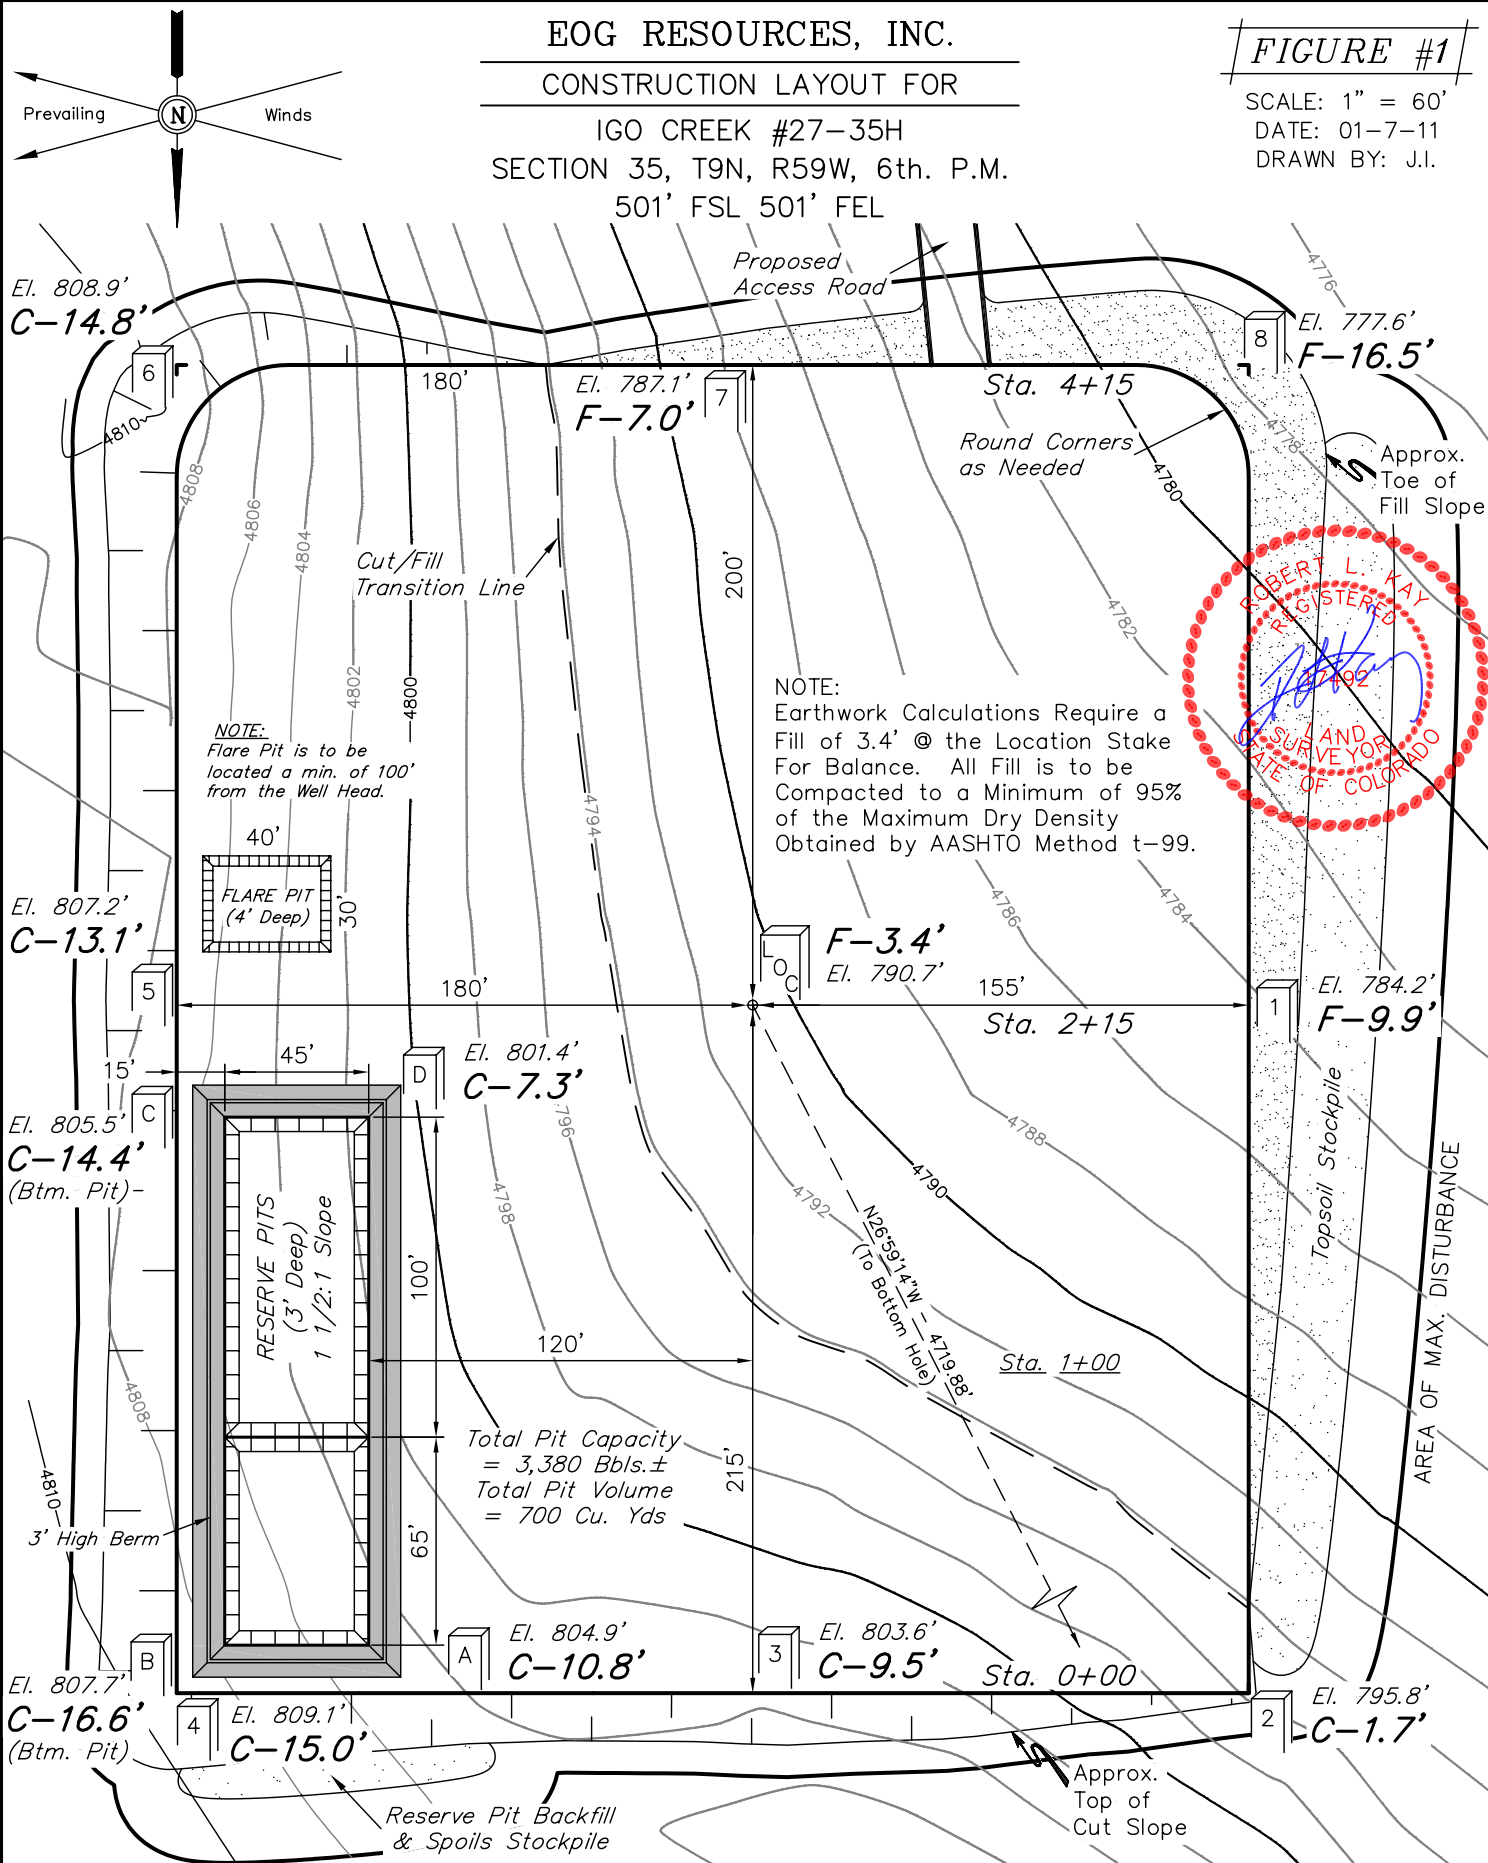 EOG RESOURCES, INC.
CONSTRUCTION LAYOUT FOR
IGO CREEK #27-35H
SECTION 35, T9N, R59W, 6th. P.M.
501' FSL 501' FEL
FIGURE #1
SCALE: 1" = 60'
DATE: 01-7-11
DRAWN BY: J.I.
Prevailing
N
Winds
Proposed
Access Road
4776
El. 808.9'
C-14.8'
6
El. 777.6'
F-16.5'
8
180'
El. 787.1'
F-7.0'
7
Sta. 4+15
Round Corners
as Needed
4810
4808
4806
4804
4802
4800
4778
4780
Approx.
Toe of
Fill Slope
Cut/Fill
Transition Line
200'
4782
ROBERT L. KAY
REGISTERED
LAND
SURVEYOR
STATE OF COLORADO
NOTE:
Flare Pit is to be
located a min. of 100'
from the Well Head.
NOTE:
Earthwork Calculations Require a
Fill of 3.4' @ the Location Stake
For Balance. All Fill is to be
Compacted to a Minimum of 95%
of the Maximum Dry Density
Obtained by AASHTO Method t-99.
4794
40'
FLARE PIT
(4' Deep)
30'
4786
4784
El. 807.2'
C-13.1'
5
LOC
F-3.4'
El. 790.7'
180'
155'
Sta. 2+15
1
El. 784.2'
F-9.9'
15'
45'
D
El. 801.4'
C-7.3'
C
El. 805.5'
C-14.4'
(Btm. Pit)
4796
4788
4790
4792
4798
Topsoil Stockpile
AREA OF MAX. DISTURBANCE
RESERVE PITS
(3' Deep)
1 1/2:1 Slope
100'
N26°59'14"W - 4719.88'
(To Bottom Hole)
120'
Sta. 1+00
4808
4810
Total Pit Capacity
= 3,380 Bbls.±
Total Pit Volume
= 700 Cu. Yds
215'
3' High Berm
65'
B
El. 807.7'
C-16.6'
(Btm. Pit)
A
El. 804.9'
C-10.8'
3
El. 803.6'
C-9.5'
Sta. 0+00
4
El. 809.1'
C-15.0'
2
El. 795.8'
C-1.7'
Reserve Pit Backfill
& Spoils Stockpile
Approx.
Top of
Cut Slope